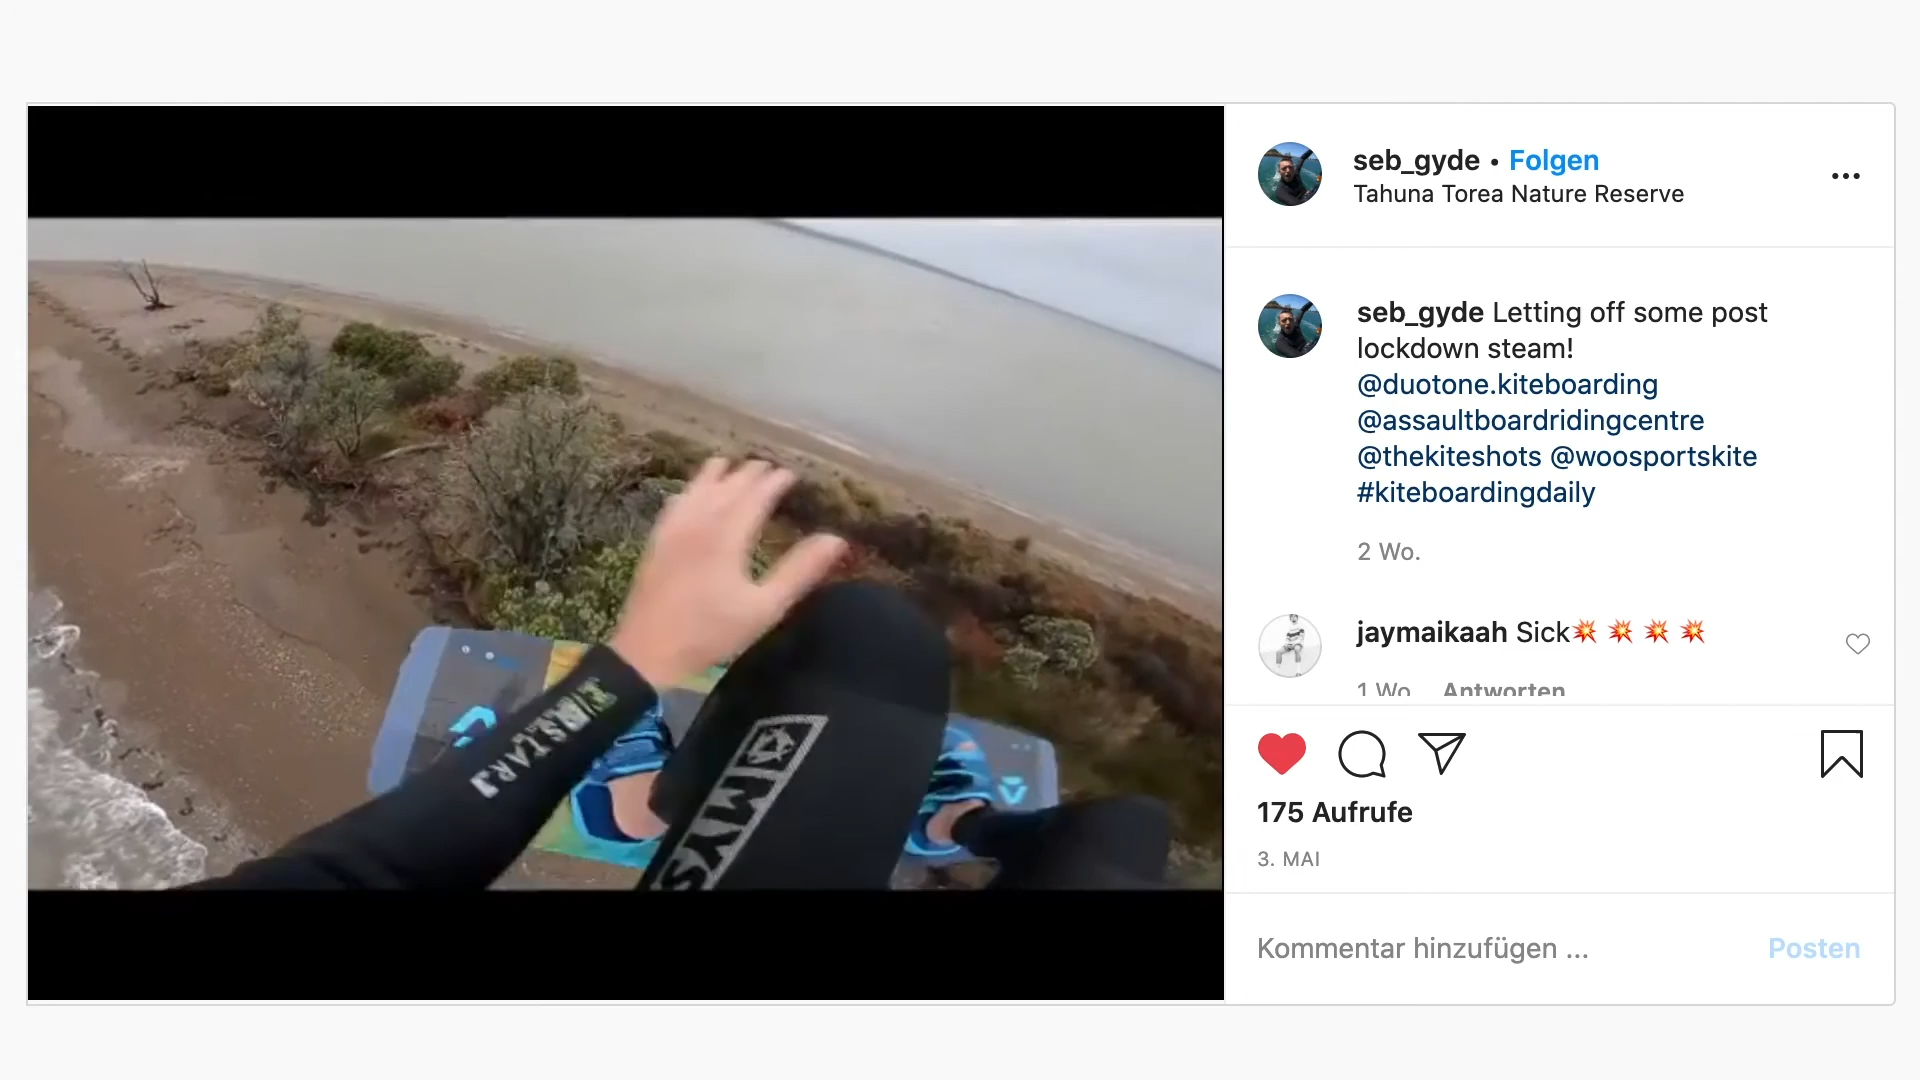 seb_gyde • Folgen
Tahuna Torea Nature Reserve
seb_gyde Letting off some post
lockdown steam!
@duotone.kiteboarding
@assaultboardridingcentre
@thekiteshots @woosportskite
#kiteboardingdaily
2 Wo.
jaymaikaah Sick💥 💥 💥 💥
1 Wo. Antworten
175 Aufrufe
3. MAI
Kommentar hinzufügen ...
Posten
MYS